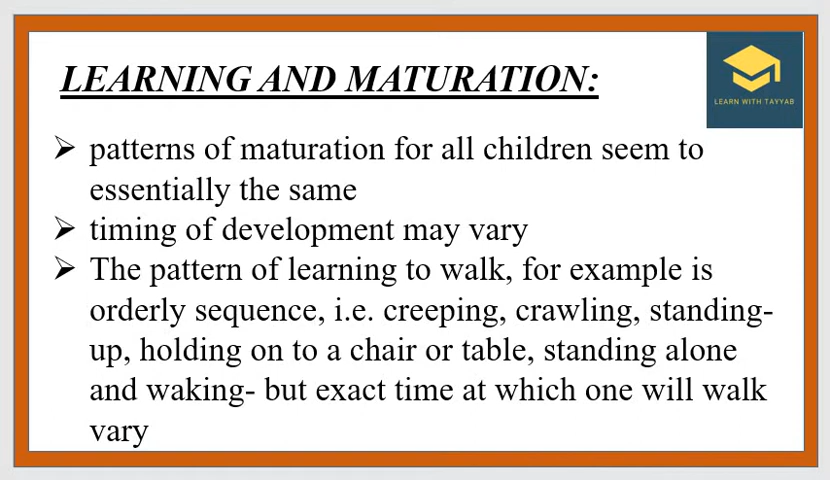 LEARNING AND MATURATION:
LEARN WITH TAYYAB
➢ patterns of maturation for all children seem to
essentially the same
➢ timing of development may vary
➢ The pattern of learning to walk, for example is
orderly sequence, i.e. creeping, crawling, standing-
up, holding on to a chair or table, standing alone
and waking- but exact time at which one will walk
vary